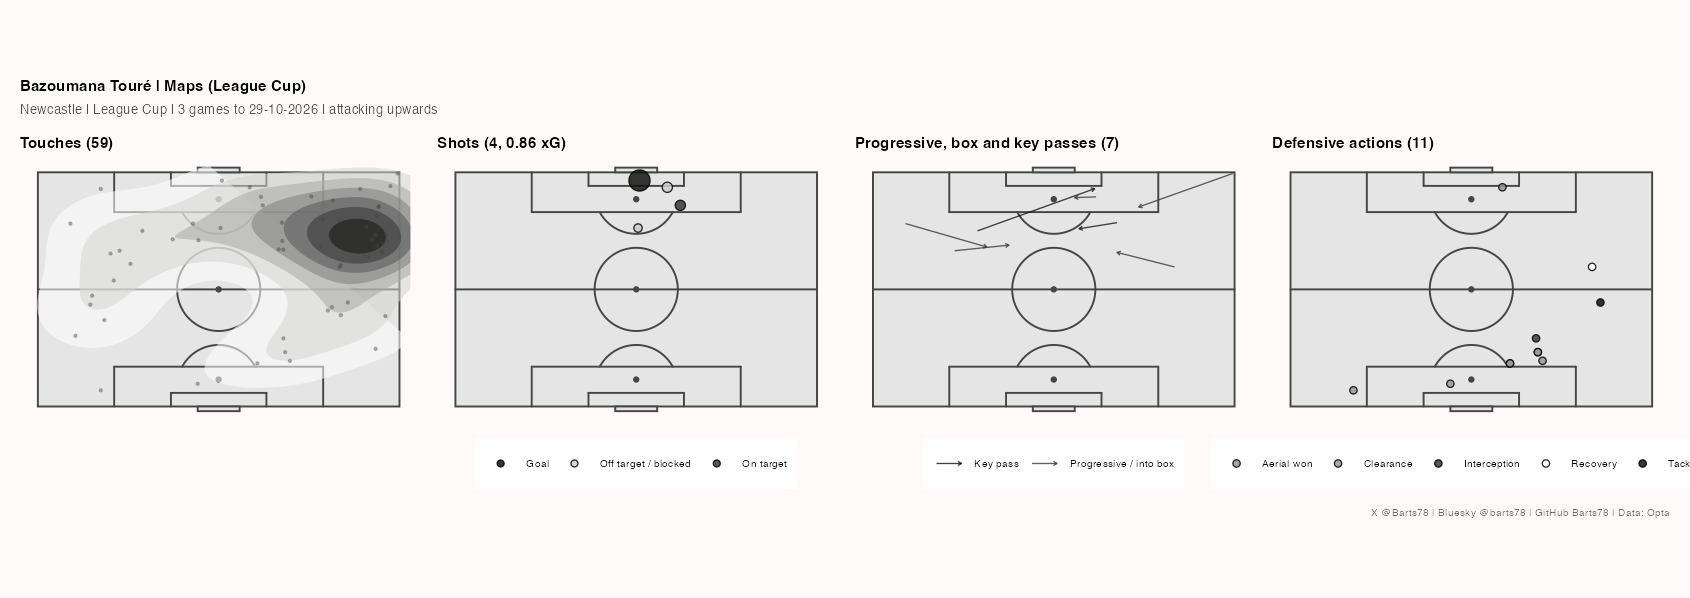 Bazoumana Touré | Maps (League Cup)
Newcastle | League Cup | 3 games to 29-10-2026 | attacking upwards
Touches (59)
Shots (4, 0.86 xG)
Progressive, box and key passes (7)
Defensive actions (11)
Goal
Off target / blocked
On target
Key pass
Progressive / into box
Aerial won
Clearance
Interception
Recovery
Tack
X @Barts78 | Bluesky @barts78 | GitHub Barts78 | Data: Opta